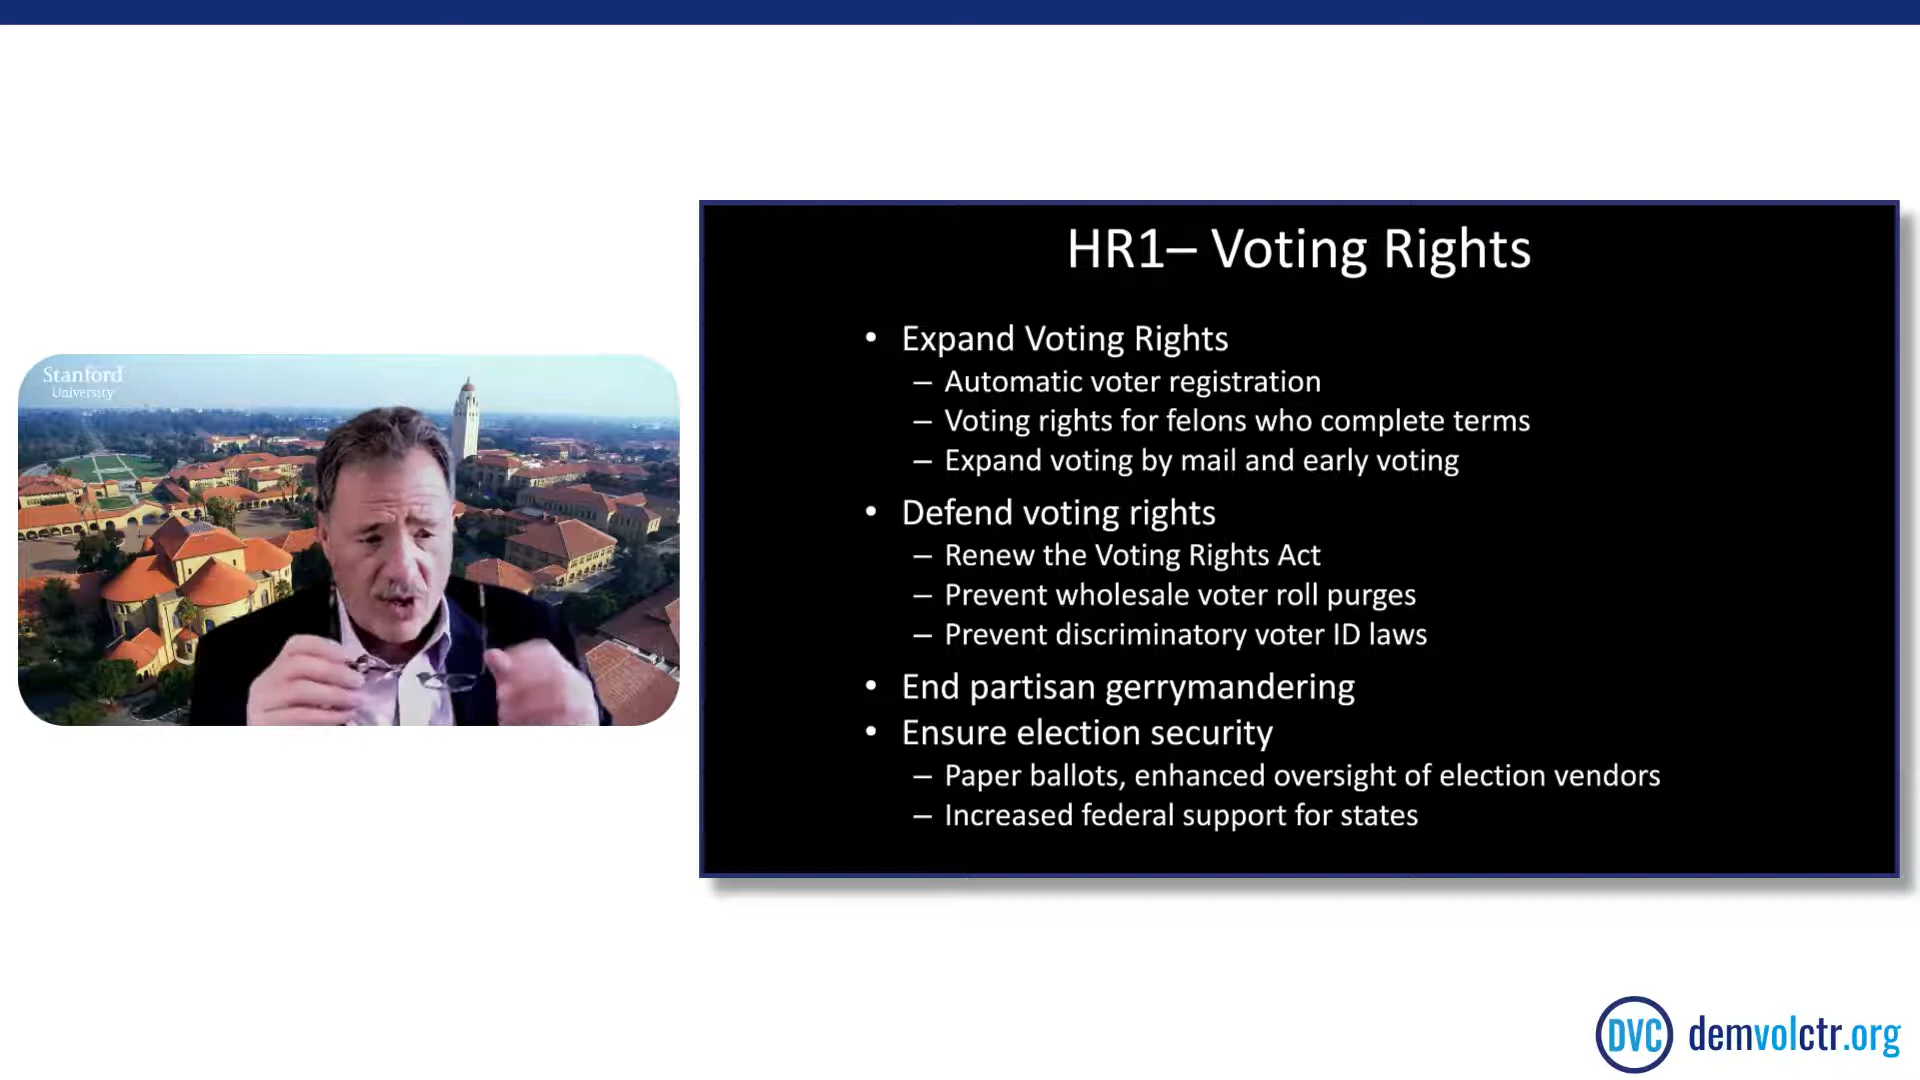 Stanford
University
HR1– Voting Rights
• Expand Voting Rights
– Automatic voter registration
– Voting rights for felons who complete terms
– Expand voting by mail and early voting
• Defend voting rights
– Renew the Voting Rights Act
– Prevent wholesale voter roll purges
– Prevent discriminatory voter ID laws
• End partisan gerrymandering
• Ensure election security
– Paper ballots, enhanced oversight of election vendors
– Increased federal support for states
DVC demvolctr.org